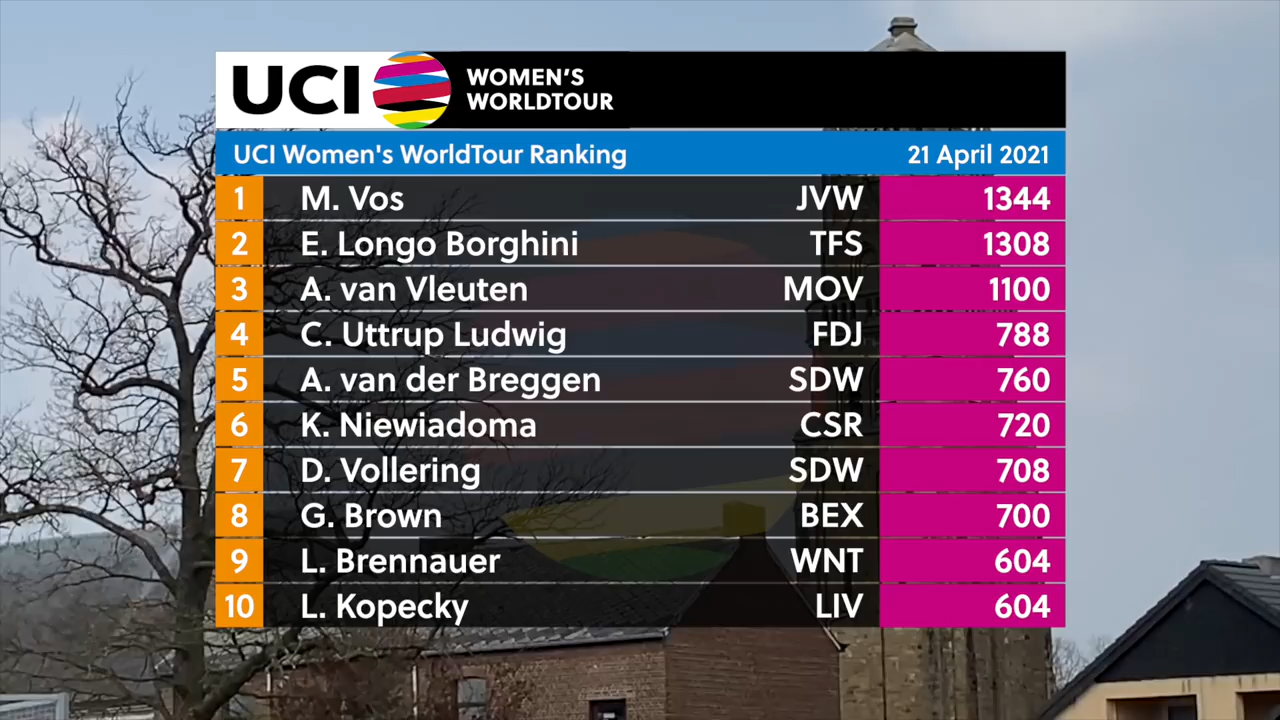 UCI WOMEN'S
WORLDTOUR
UCI Women's WorldTour Ranking 21 April 2021
1 M. Vos JVW 1344
2 E. Longo Borghini TFS 1308
3 A. van Vleuten MOV 1100
4 C. Uttrup Ludwig FDJ 788
5 A. van der Breggen SDW 760
6 K. Niewiadoma CSR 720
7 D. Vollering SDW 708
8 G. Brown BEX 700
9 L. Brennauer WNT 604
10 L. Kopecky LIV 604